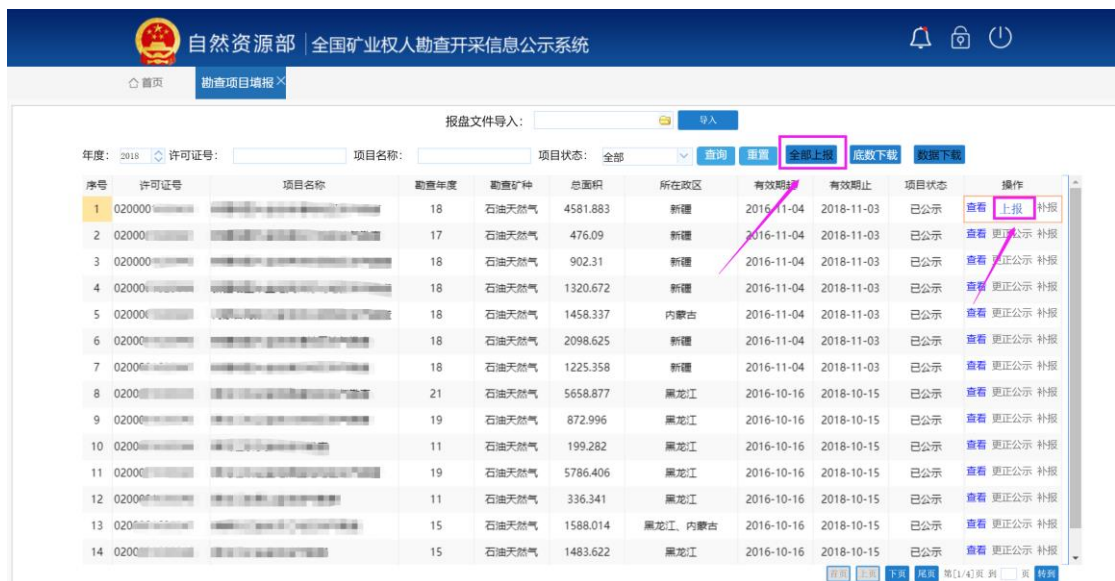 自然资源部 全国矿业权人勘查开采信息公示系统
首页 勘查项目填报
报盘文件导入： 导入
年度： 2018 许可证号： 项目名称： 项目状态： 全部 查询 重置 全部上报 底数下载 数据下载
序号 许可证号 项目名称 勘查年度 勘查矿种 总面积 所在政区 有效期起 有效期止 项目状态 操作
1 020000 18 石油天然气 4581.883 新疆 2016-11-04 2018-11-03 已公示 查看 上报 补报
2 02000 17 石油天然气 476.09 新疆 2016-11-04 2018-11-03 已公示 查看 更正公示 补报
3 020000 18 石油天然气 902.31 新疆 2016-11-04 2018-11-03 已公示 查看 更正公示 补报
4 02000 18 石油天然气 1320.672 新疆 2016-11-04 2018-11-03 已公示 查看 更正公示 补报
5 02000 18 石油天然气 1458.337 内蒙古 2016-11-04 2018-11-03 已公示 查看 更正公示 补报
6 02000 18 石油天然气 2098.625 新疆 2016-11-04 2018-11-03 已公示 查看 更正公示 补报
7 02000 18 石油天然气 1225.358 新疆 2016-11-04 2018-11-03 已公示 查看 更正公示 补报
8 0200 21 石油天然气 5658.877 黑龙江 2016-10-16 2018-10-15 已公示 查看 更正公示 补报
9 02000 19 石油天然气 872.996 黑龙江 2016-10-16 2018-10-15 已公示 查看 更正公示 补报
10 0200 11 石油天然气 199.282 黑龙江 2016-10-16 2018-10-15 已公示 查看 更正公示 补报
11 02000 19 石油天然气 5786.406 黑龙江 2016-10-16 2018-10-15 已公示 查看 更正公示 补报
12 02000 11 石油天然气 336.341 黑龙江 2016-10-16 2018-10-15 已公示 查看 更正公示 补报
13 020 15 石油天然气 1588.014 黑龙江、内蒙古 2016-10-16 2018-10-15 已公示 查看 更正公示 补报
14 0200 15 石油天然气 1483.622 黑龙江 2016-10-16 2018-10-15 已公示 查看 更正公示 补报
首页 上页 下页 尾页 第[1/4]页 到 页 转到